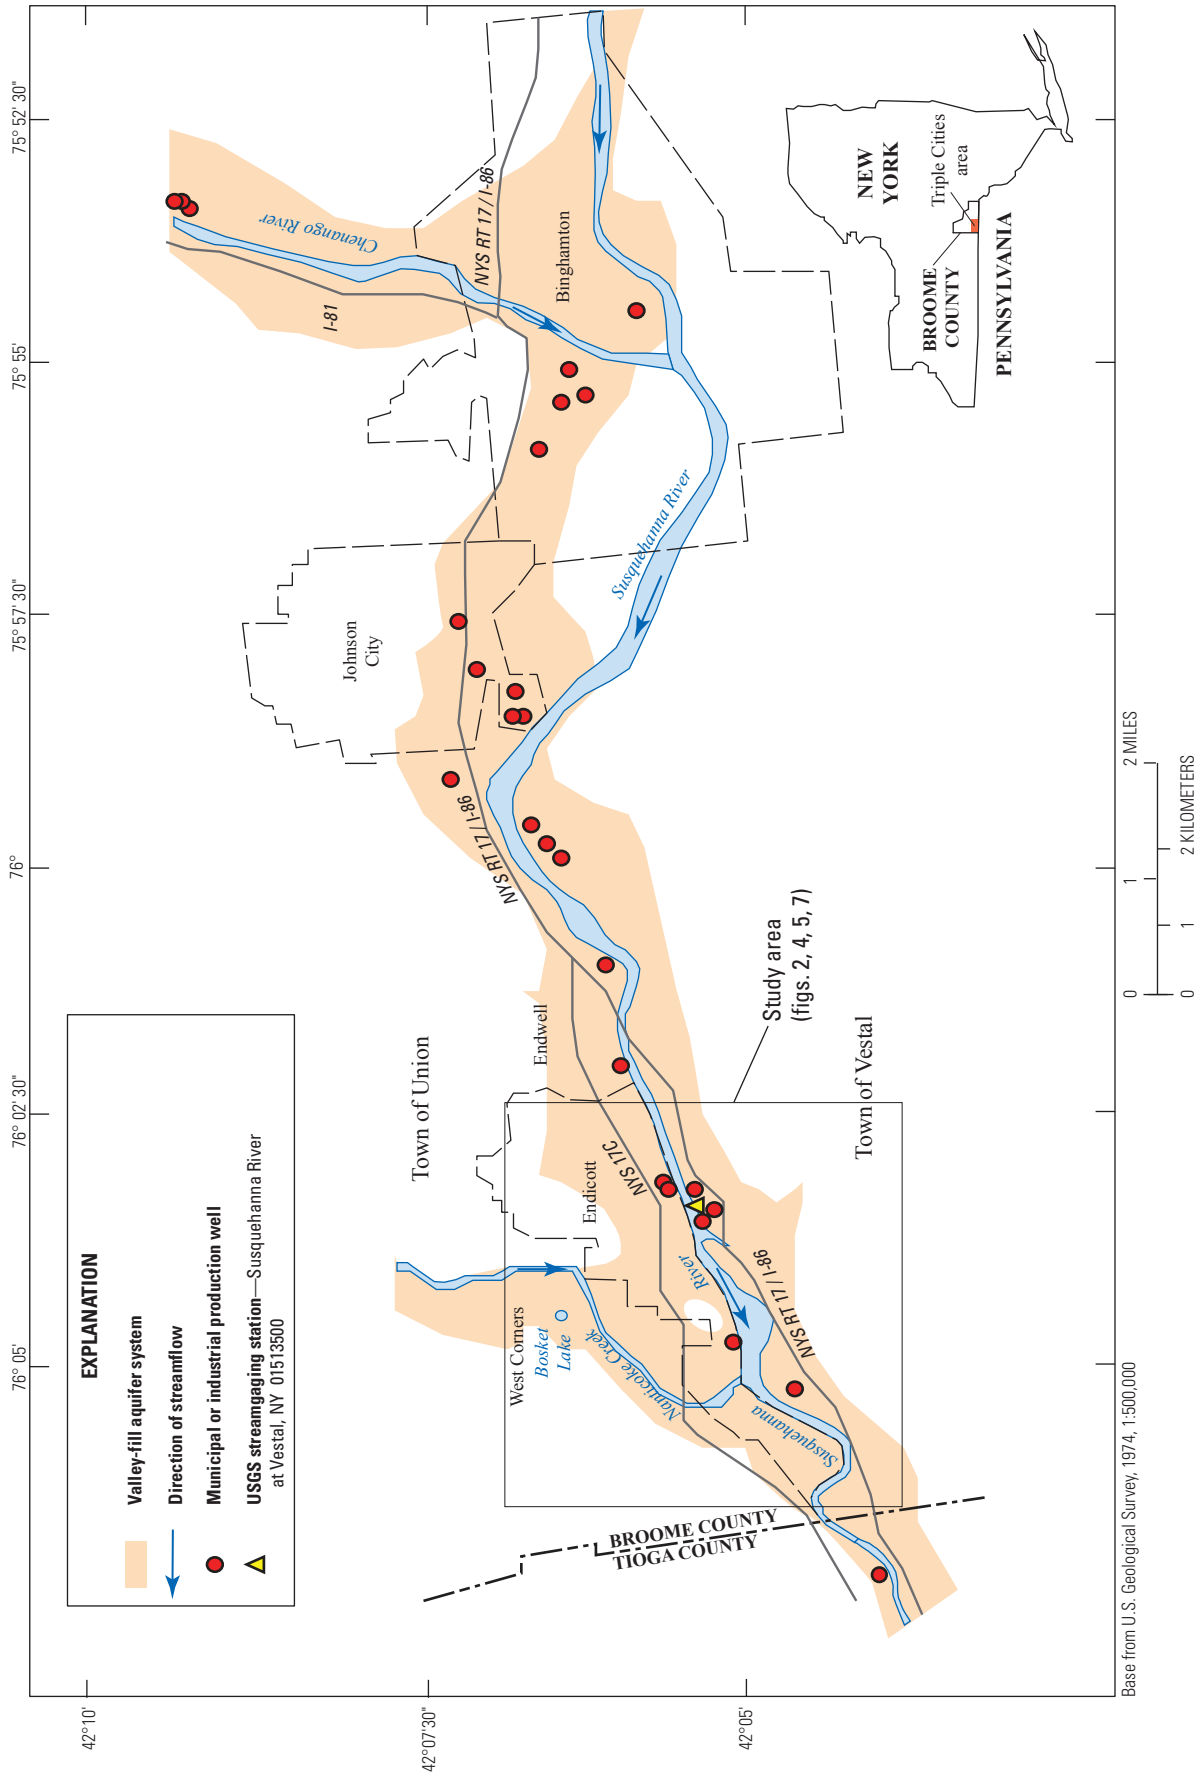 42°10'
42°07'30"
42°05'
76° 05'
76° 02'30"
76°
75° 57' 30"
75° 55'
75° 52' 30"
EXPLANATION
Valley-fill aquifer system
Direction of streamflow
Municipal or industrial production well
USGS streamgaging station—Susquehanna River
at Vestal, NY 01513500
Chenango River
I-81
NYS RT 17 / I-86
Binghamton
Johnson
City
Susquehanna River
NYS RT 17 / I-86
Town of Union
Endwell
Endicott
NYS 17C
West Corners
Bosket
Lake
Nanticoke Creek
Susquehanna
River
NYS RT 17 / I-86
Town of Vestal
Study area
(figs. 2, 4, 5, 7)
BROOME COUNTY
TIOGA COUNTY
NEW
YORK
Triple Cities
area
BROOME
COUNTY
PENNSYLVANIA
0 1 2 MILES
0 1 2 KILOMETERS
Base from U.S. Geological Survey, 1974, 1:500,000